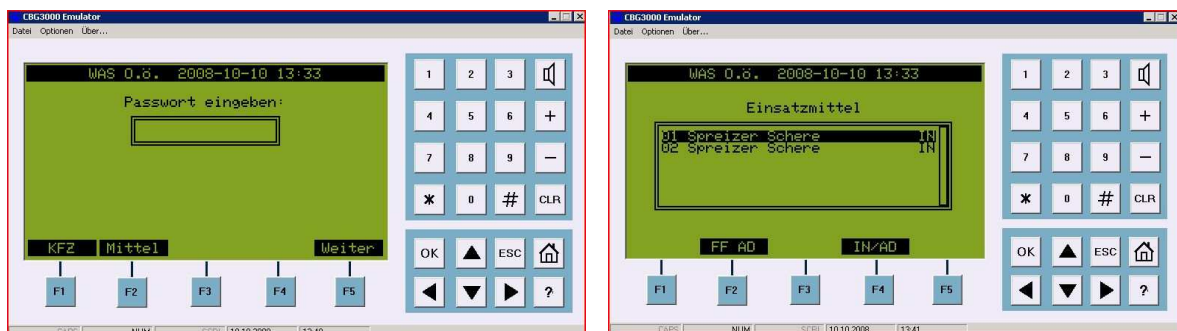 CBG3000 Emulator
Datei Optionen Über...
WAS O.ö. 2008-10-10 13:33
Passwort eingeben:
KFZ Mittel Weiter
F1 F2 F3 F4 F5
1 2 3
4 5 6 +
7 8 9 —
* 0 # CLR
OK ESC
?
CAPS NUM SCRL 10.10.2008 13:40
CBG3000 Emulator
Datei Optionen Über...
WAS O.ö. 2008-10-10 13:33
Einsatzmittel
01 Spreizer Schere IN
02 Spreizer Schere IN
FF AD IN/AD
F1 F2 F3 F4 F5
1 2 3
4 5 6 +
7 8 9 —
* 0 # CLR
OK ESC
?
CAPS NUM SCRL 10.10.2008 13:41